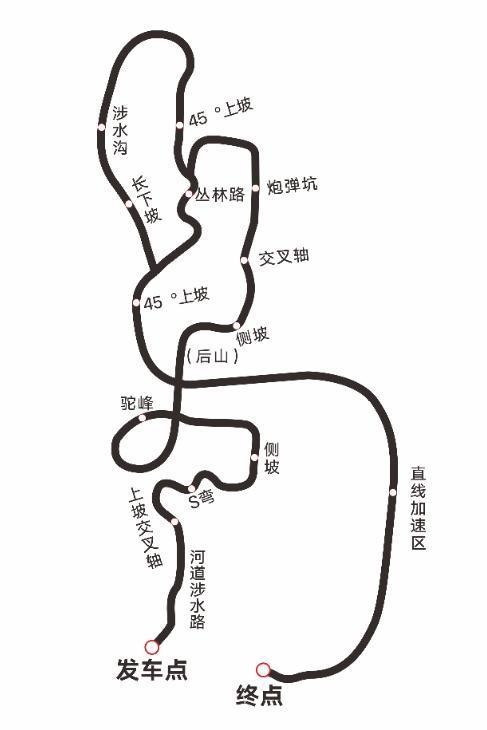 涉水沟
45°上坡
长下坡
丛林路
炮弹坑
交叉轴
45°上坡
侧坡
(后山)
驼峰
侧坡
直线加速区
S弯
上坡交叉轴
河道涉水路
发车点
终点